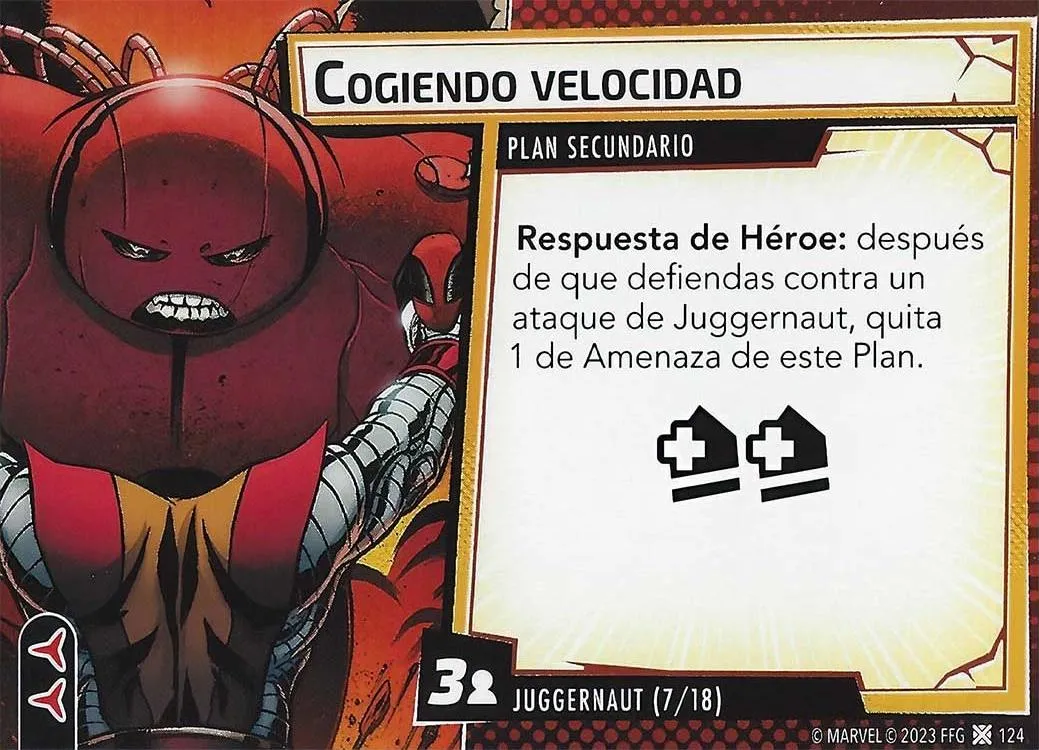 COGIENDO VELOCIDAD
PLAN SECUNDARIO
Respuesta de Héroe: después
de que defiendas contra un
ataque de Juggernaut, quita
1 de Amenaza de este Plan.
3
JUGGERNAUT (7/18)
© MARVEL © 2023 FFG 124